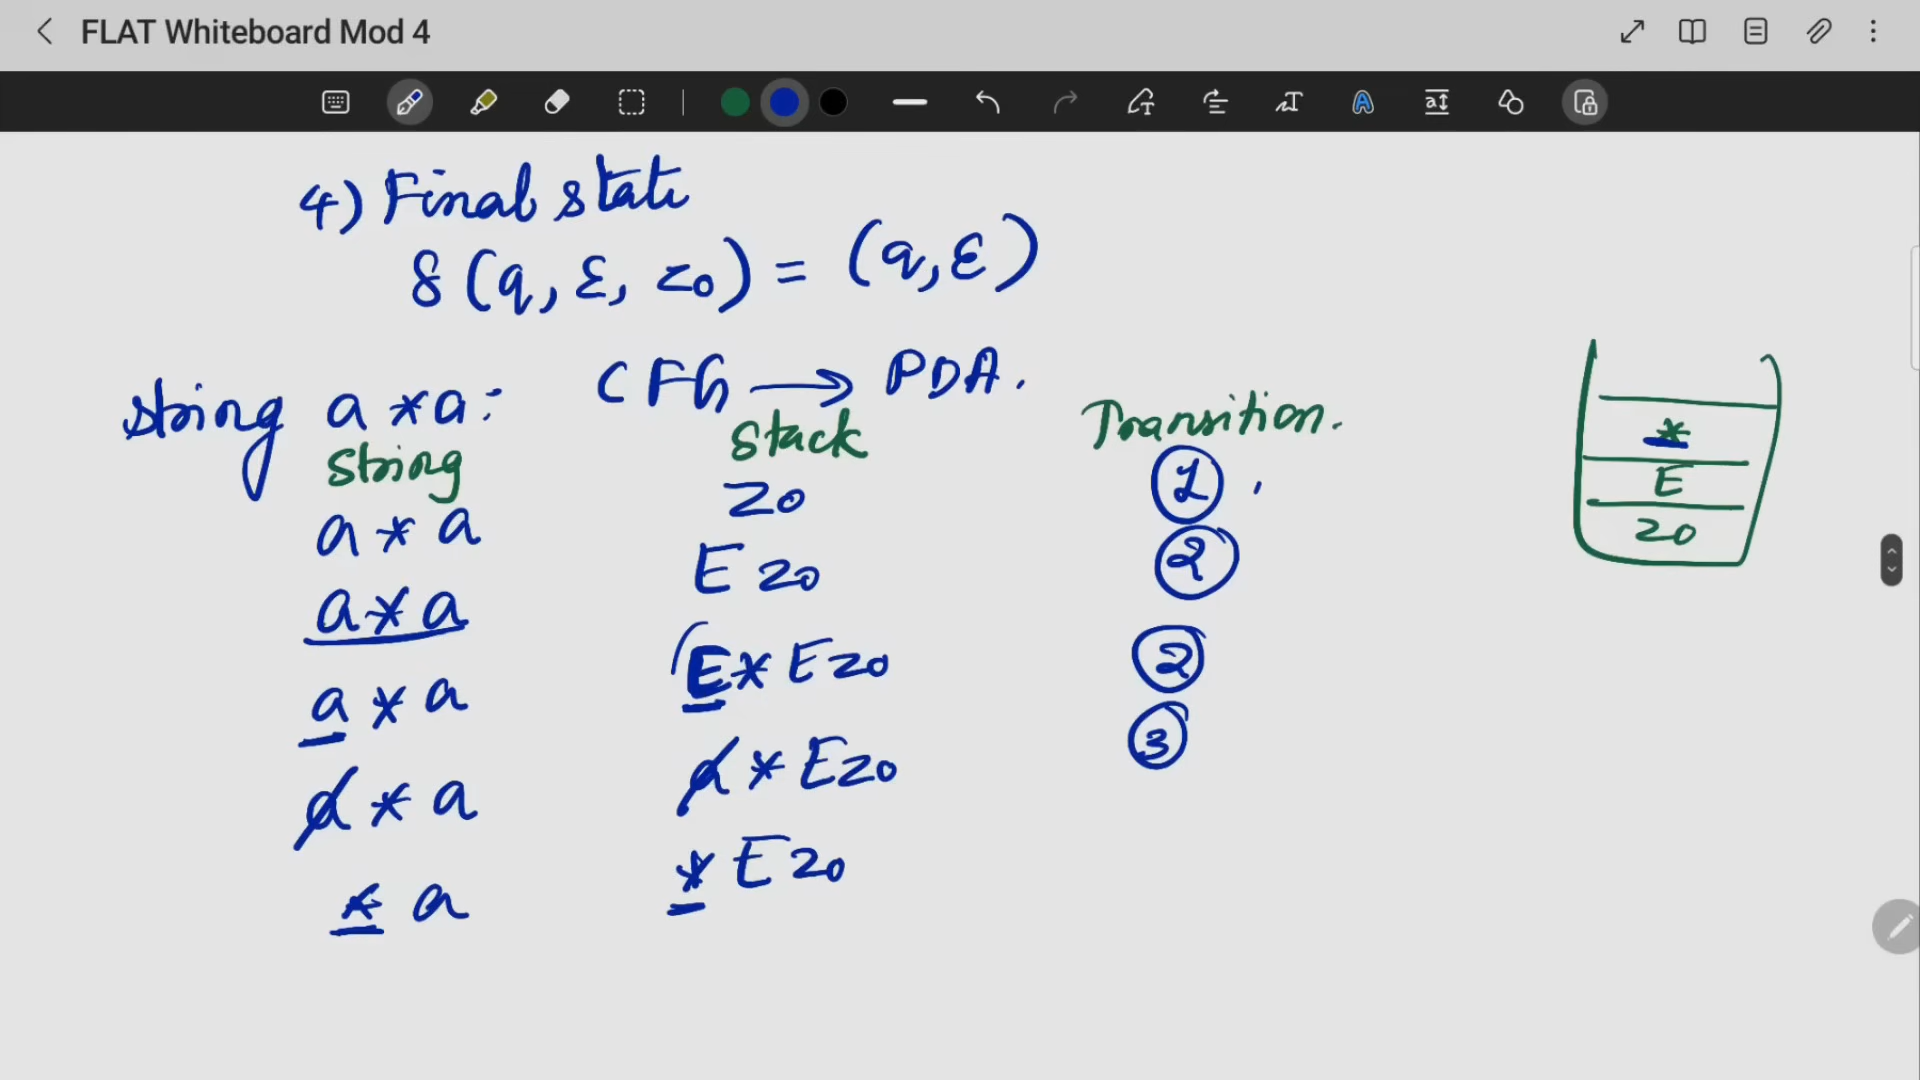 FLAT Whiteboard Mod 4
4) Final state
δ(q, ε, z0) = (q, ε)
CFG → PDA.
string a*a:
String Stack Transition.
a * a z0 1 .
a*a E z0 2
a * a E* E z0 2
a * a a * E z0 3
* a * E z0
*
E
z0